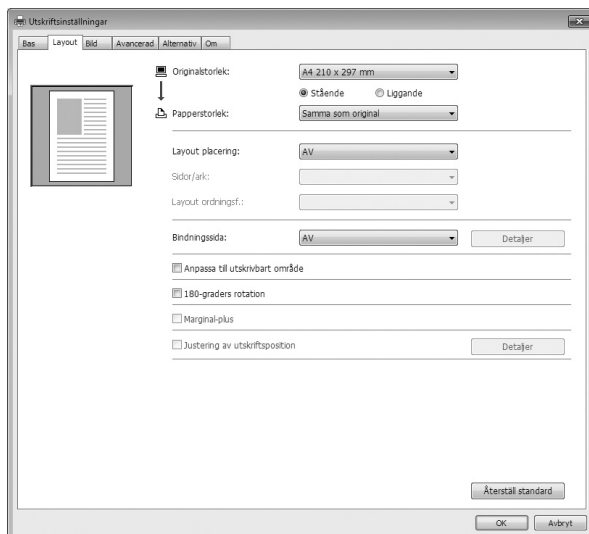 Utskriftsinställningar
Bas Layout Bild Avancerad Alternativ Om
Originalstorlek: A4 210 x 297 mm
Stående Liggande
Papperstorlek: Samma som original
Layout placering: AV
Sidor/ark:
Layout ordningsf.:
Bindningssida: AV Detaljer
Anpassa till utskrivbart område
180-graders rotation
Marginal-plus
Justering av utskriftsposition Detaljer
Återställ standard
OK Avbryt